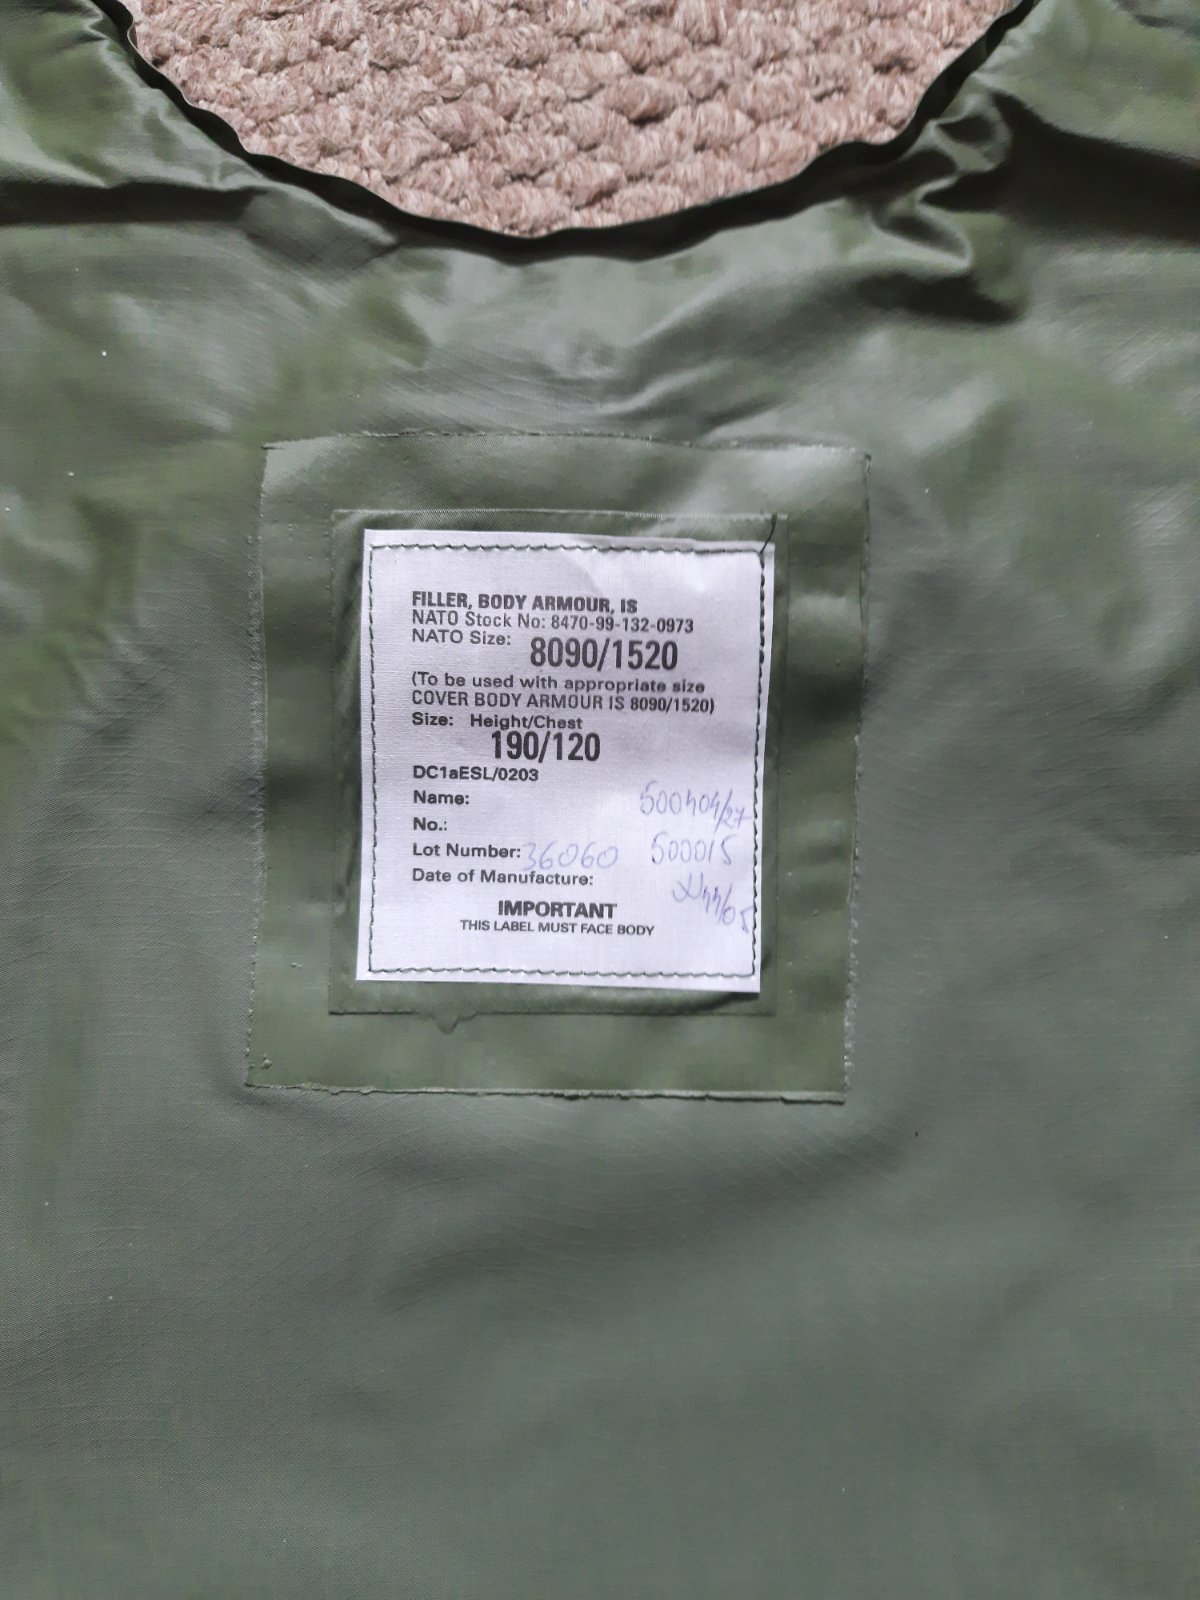 FILLER, BODY ARMOUR, IS
NATO Stock No: 8470-99-132-0973
NATO Size: 8090/1520
(To be used with appropriate size
COVER BODY ARMOUR IS 8090/1520)
Size: Height/Chest
190/120
DC1aESL/0203
Name: 500404/27
No.:
Lot Number: 36060 500015
Date of Manufacture:
IMPORTANT
THIS LABEL MUST FACE BODY